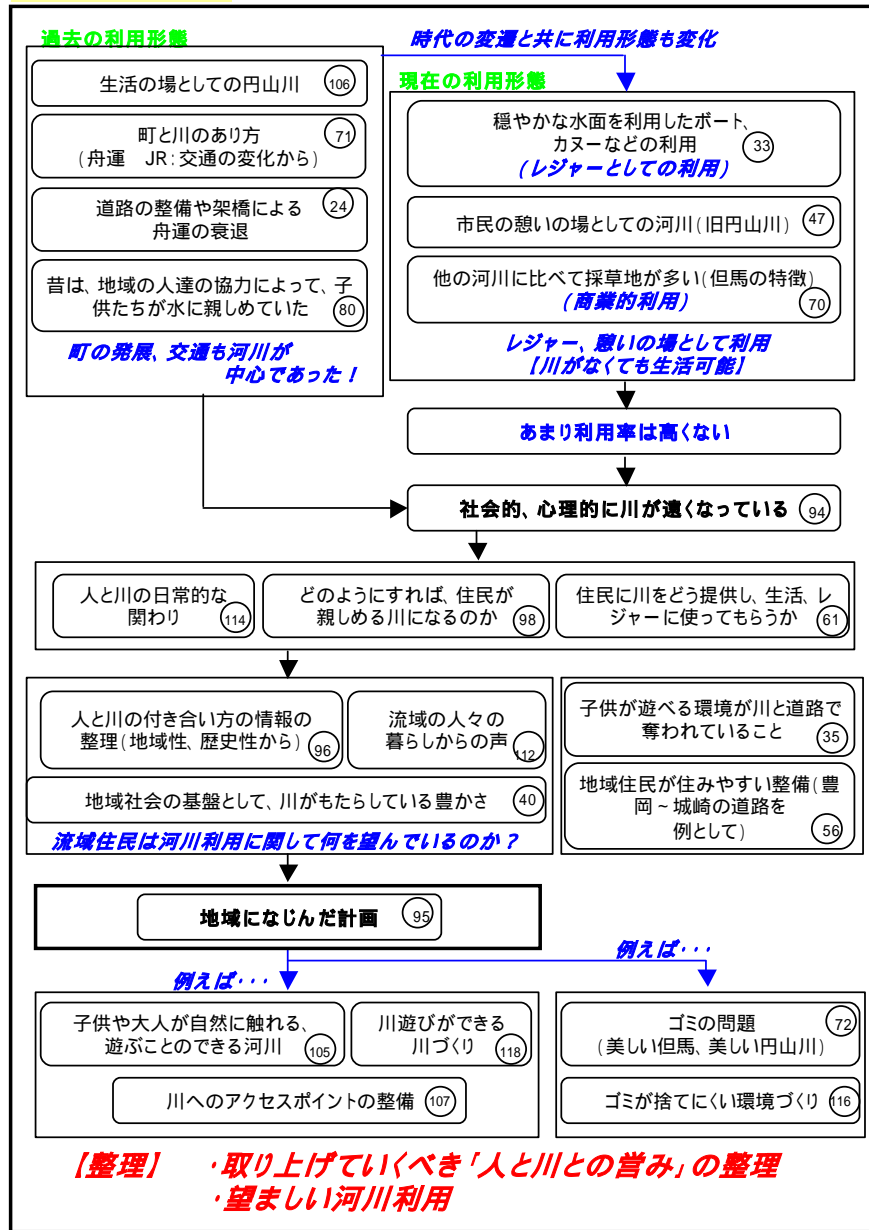 過去の利用形態
時代の変遷と共に利用形態も変化
生活の場としての円山川 106
町と川のあり方 71
(舟運 JR:交通の変化から)
道路の整備や架橋による 24
舟運の衰退
昔は、地域の人達の協力によって、子
供たちが水に親しめていた 80
町の発展、交通も河川が
中心であった!
現在の利用形態
穏やかな水面を利用したボート、
カヌーなどの利用 33
(レジャーとしての利用)
市民の憩いの場としての河川(旧円山川) 47
他の河川に比べて採草地が多い(但馬の特徴)
(商業的利用) 70
レジャー、憩いの場として利用
【川がなくても生活可能】
あまり利用率は高くない
社会的、心理的に川が遠くなっている 94
人と川の日常的な
関わり 114
どのようにすれば、住民が
親しめる川になるのか 98
住民に川をどう提供し、生活、レ
ジャーに使ってもらうか 61
人と川の付き合い方の情報の
整理(地域性、歴史性から) 96
流域の人々の
暮らしからの声 112
地域社会の基盤として、川がもたらしている豊かさ 40
流域住民は河川利用に関して何を望んでいるのか?
子供が遊べる環境が川と道路で
奪われていること 35
地域住民が住みやすい整備(豊
岡~城崎の道路を
例として) 56
地域になじんだ計画 95
例えば・・・
例えば・・・
子供や大人が自然に触れる、
遊ぶことのできる河川 105
川遊びができる
川づくり 118
川へのアクセスポイントの整備 107
ゴミの問題 72
(美しい但馬、美しい円山川)
ゴミが捨てにくい環境づくり 116
【整理】 ・取り上げていくべき「人と川との営み」の整理
・望ましい河川利用